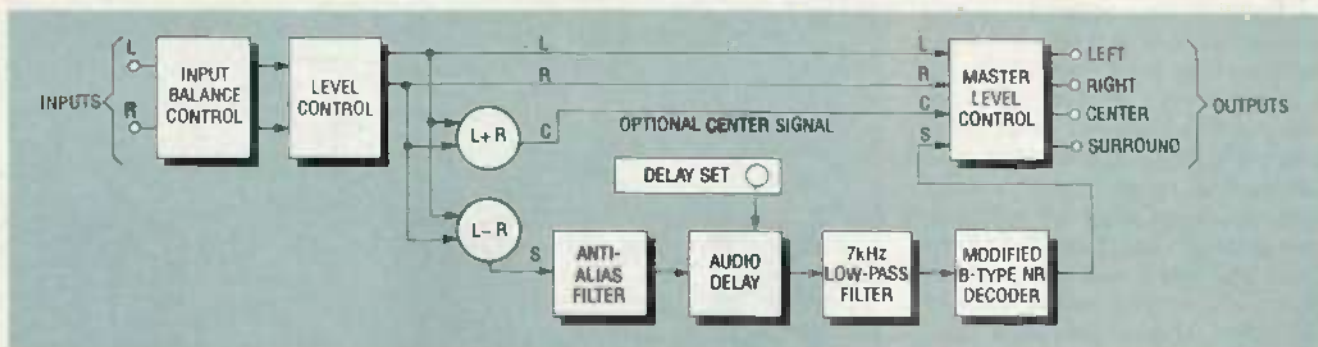 INPUTS
L
R
INPUT
BALANCE
CONTROL
LEVEL
CONTROL
L
R
L+R
C
OPTIONAL CENTER SIGNAL
L
R
C
S
MASTER
LEVEL
CONTROL
LEFT
RIGHT
CENTER
SURROUND
OUTPUTS
DELAY SET
L-R
S
ANTI-
ALIAS
FILTER
AUDIO
DELAY
7kHz
LOW-PASS
FILTER
MODIFIED
B-TYPE NR
DECODER